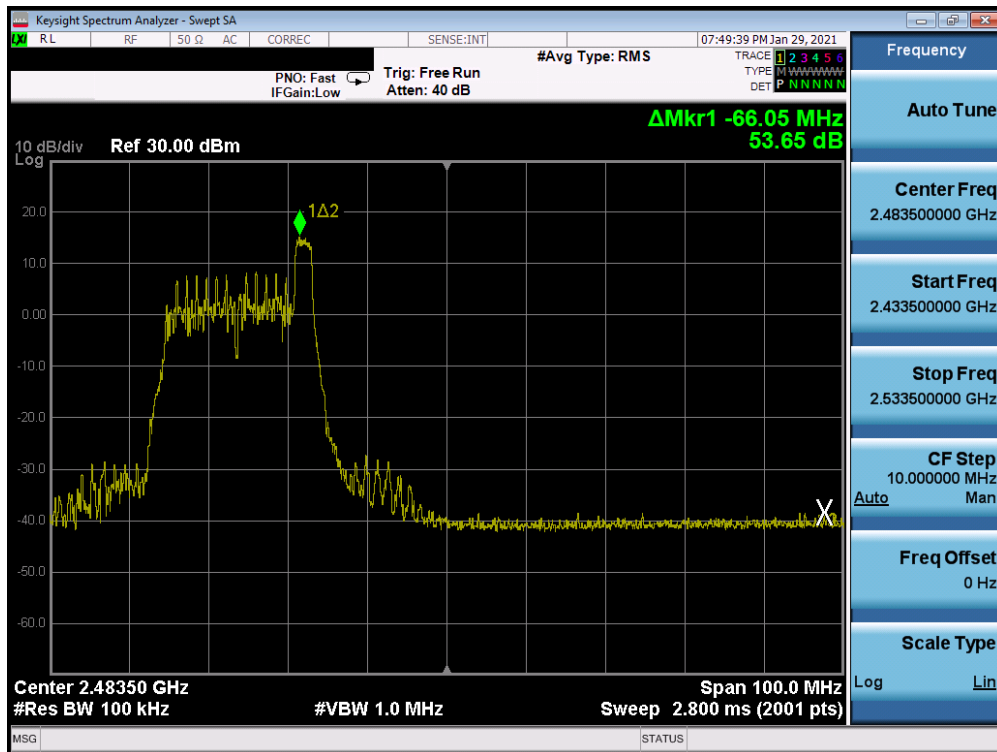 Keysight Spectrum Analyzer - Swept SA
LXI RL RF 50 Ω AC CORREC SENSE:INT 07:49:39 PM Jan 29, 2021
#Avg Type: RMS TRACE 1 2 3 4 5 6
PNO: Fast Trig: Free Run TYPE M WWWWW
IFGain:Low Atten: 40 dB DET P N N N N N
ΔMkr1 -66.05 MHz
53.65 dB
10 dB/div Ref 30.00 dBm
Log
1Δ2
20.0
10.0
0.00
-10.0
-20.0
-30.0
-40.0
X
-50.0
-60.0
Center 2.48350 GHz Span 100.0 MHz
#Res BW 100 kHz #VBW 1.0 MHz Sweep 2.800 ms (2001 pts)
MSG STATUS
Frequency
Auto Tune
Center Freq
2.483500000 GHz
Start Freq
2.433500000 GHz
Stop Freq
2.533500000 GHz
CF Step
10.000000 MHz
Auto Man
Freq Offset
0 Hz
Scale Type
Log Lin